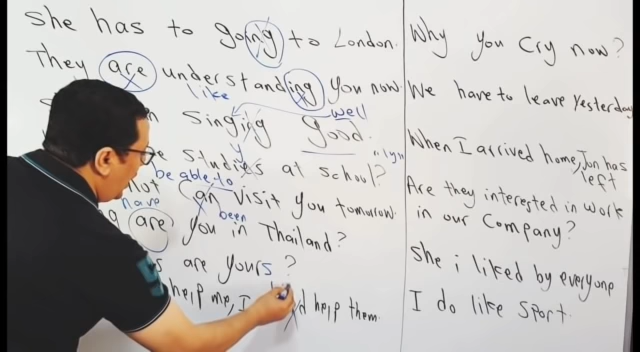 She has to going to London.
They are understanding you now
like
well
singing good.
y
studies at school?
be able to
not can visit you tomorrow.
have been
are you in Thailand?
are yours?
help me, I help them.
Why you Cry now?
We have to leave yesterday
When I arrived home, Jon has
left
Are they interested in work
in our Company?
She i liked by everyone
I do like sport.